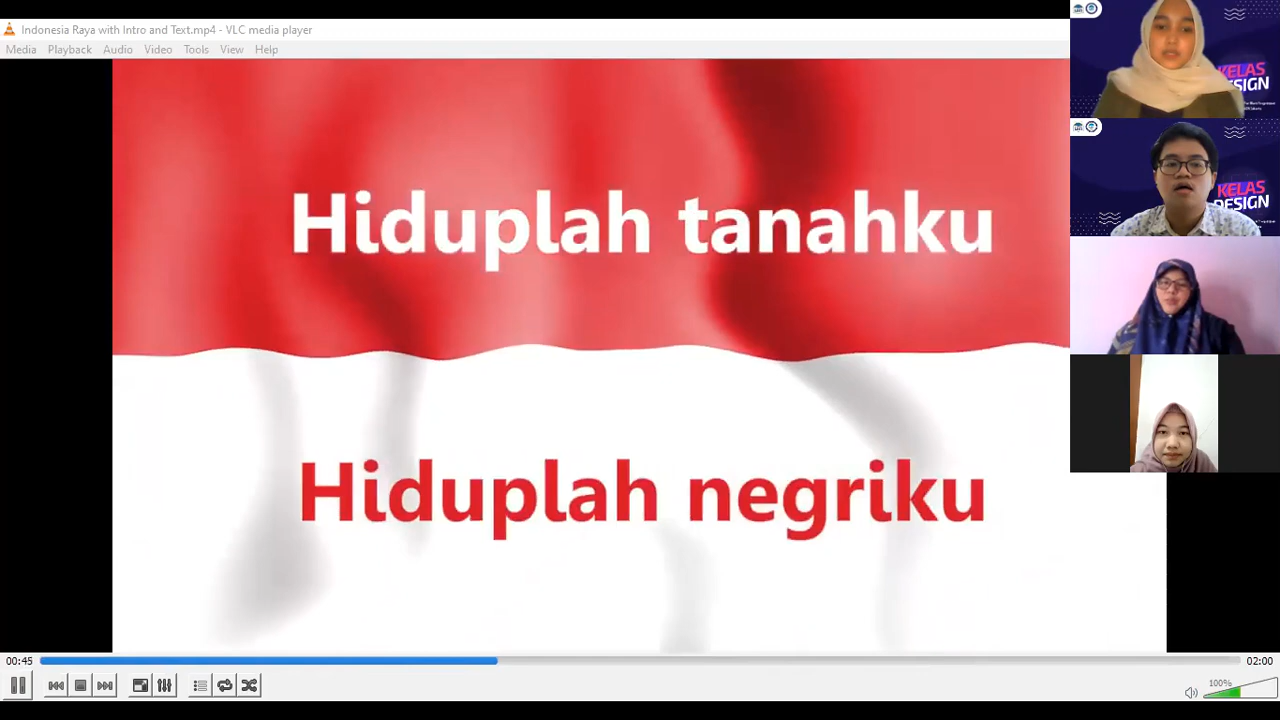 Indonesia Raya with Intro and Text.mp4 - VLC media player
Media Playback Audio Video Tools View Help
Hiduplah tanahku
Hiduplah negriku
00:45
02:00
100%
KELAS
DESIGN
KELAS
DESIGN